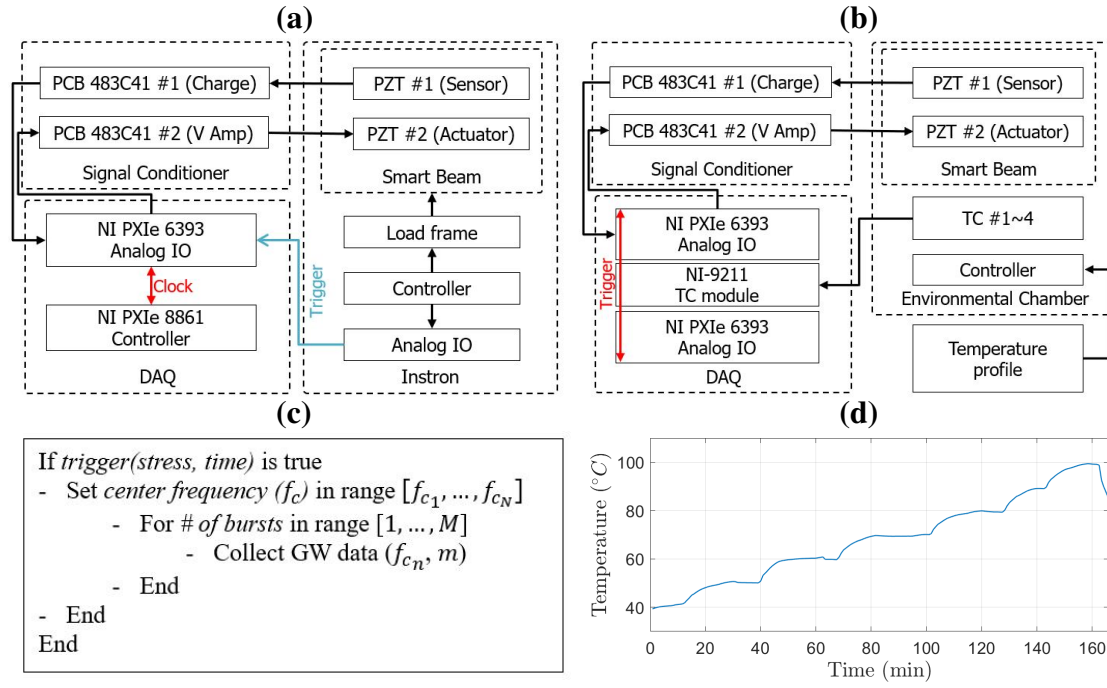 (a)
PCB 483C41 #1 (Charge)
PZT #1 (Sensor)
PCB 483C41 #2 (V Amp)
PZT #2 (Actuator)
Signal Conditioner
Smart Beam
NI PXIe 6393
Analog IO
Clock
NI PXIe 8861
Controller
DAQ
Trigger
Load frame
Controller
Analog IO
Instron
(b)
PCB 483C41 #1 (Charge)
PZT #1 (Sensor)
PCB 483C41 #2 (V Amp)
PZT #2 (Actuator)
Signal Conditioner
Smart Beam
NI PXIe 6393
Analog IO
Trigger
NI-9211
TC module
NI PXIe 6393
Analog IO
DAQ
TC #1~4
Controller
Environmental Chamber
Temperature
profile
(c)
If trigger(stress, time) is true
- Set center frequency (f_c) in range [f_{c_1}, … , f_{c_N}]
- For # of bursts in range [1, … , M]
- Collect GW data (f_{c_n}, m)
- End
- End
End
(d)
Temperature (°C)
100
80
60
40
0
20
40
60
80
100
120
140
160
Time (min)